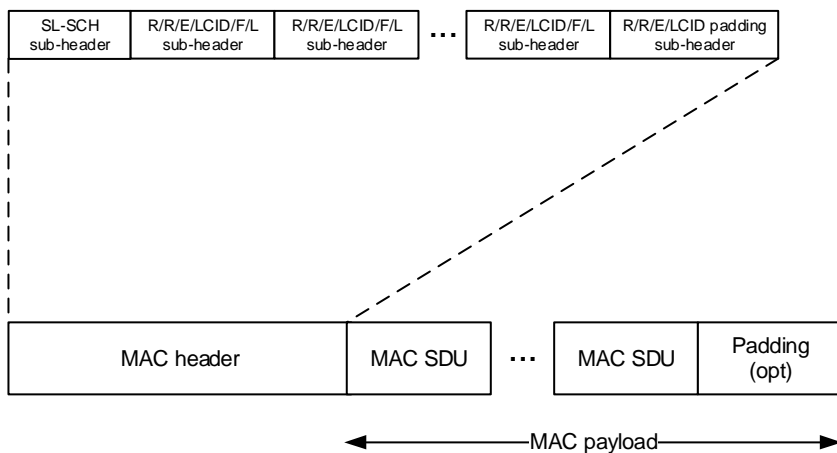 SL-SCH
sub-header
R/R/E/LCID/F/L
sub-header
R/R/E/LCID/F/L
sub-header
...
R/R/E/LCID/F/L
sub-header
R/R/E/LCID padding
sub-header
MAC header
MAC SDU
...
MAC SDU
Padding
(opt)
MAC payload